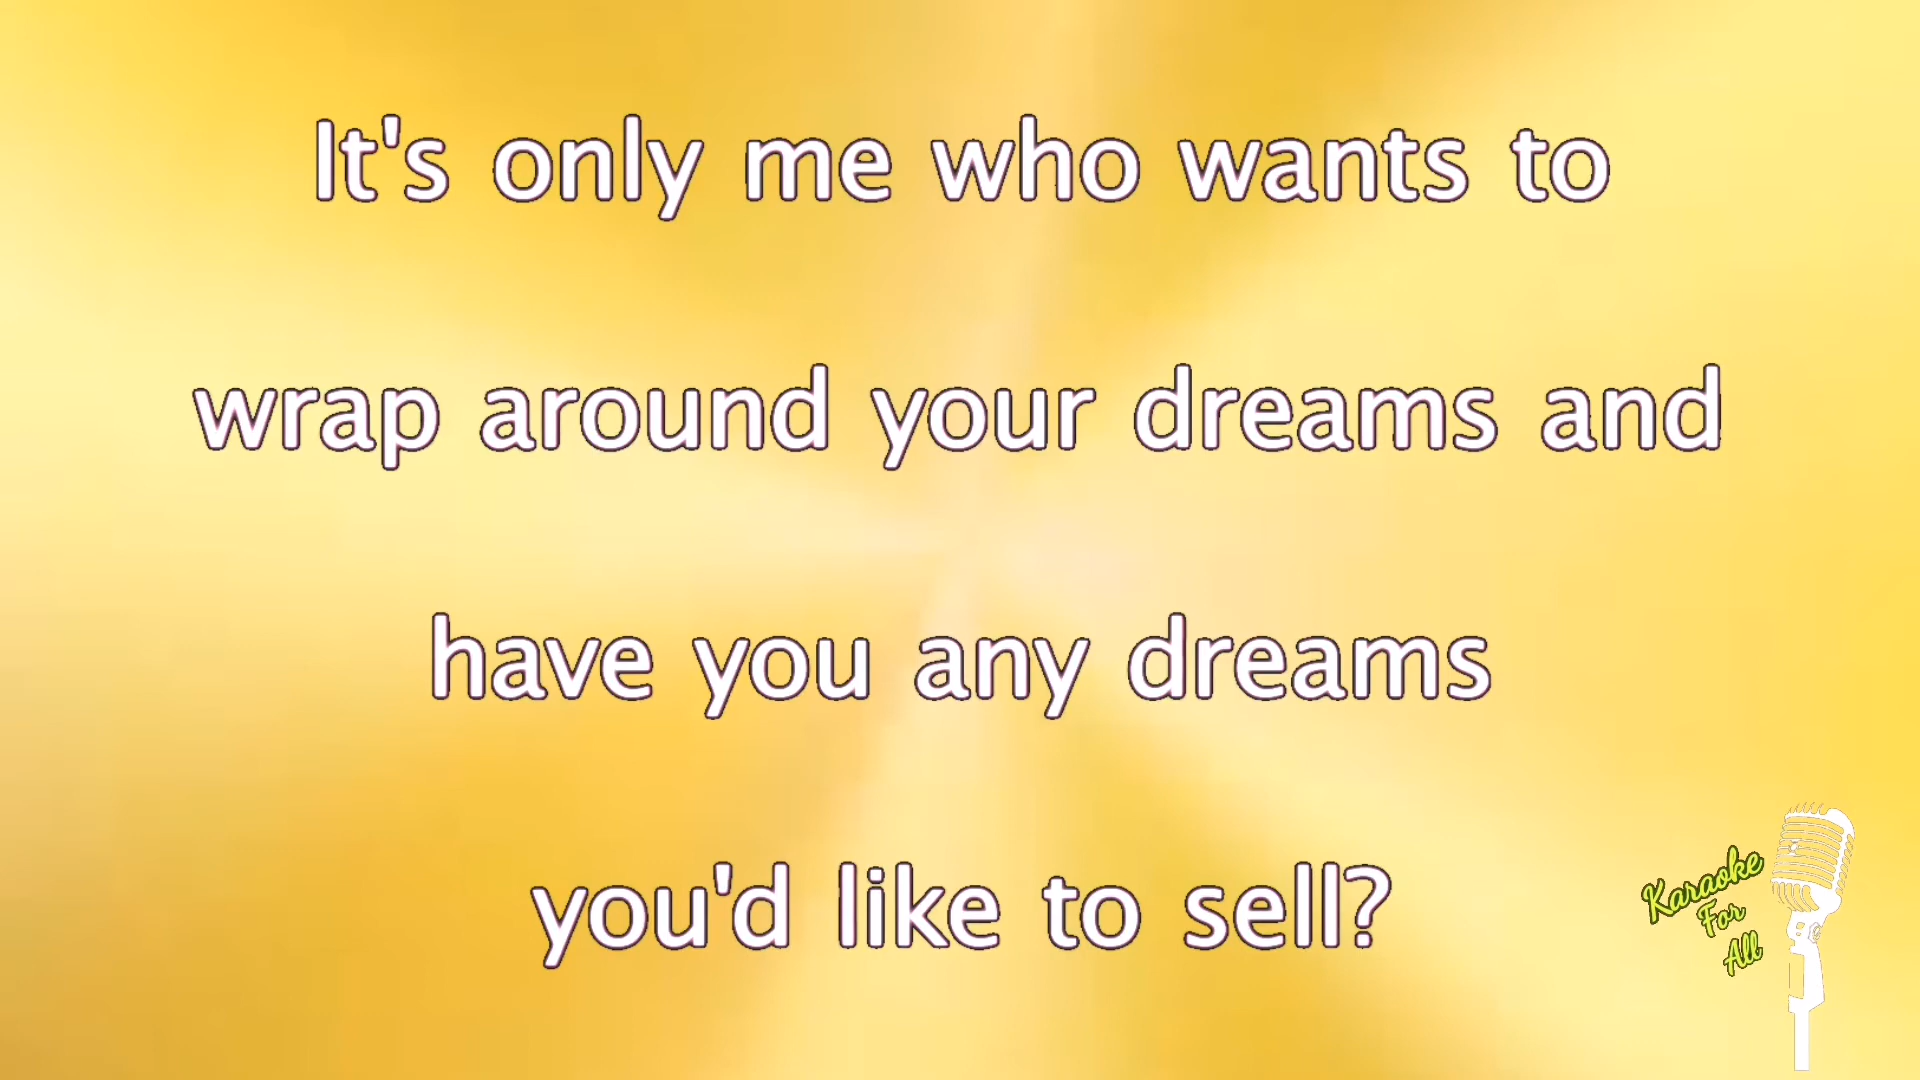 It's only me who wants to
wrap around your dreams and
have you any dreams
you'd like to sell?
Karaoke
For
All